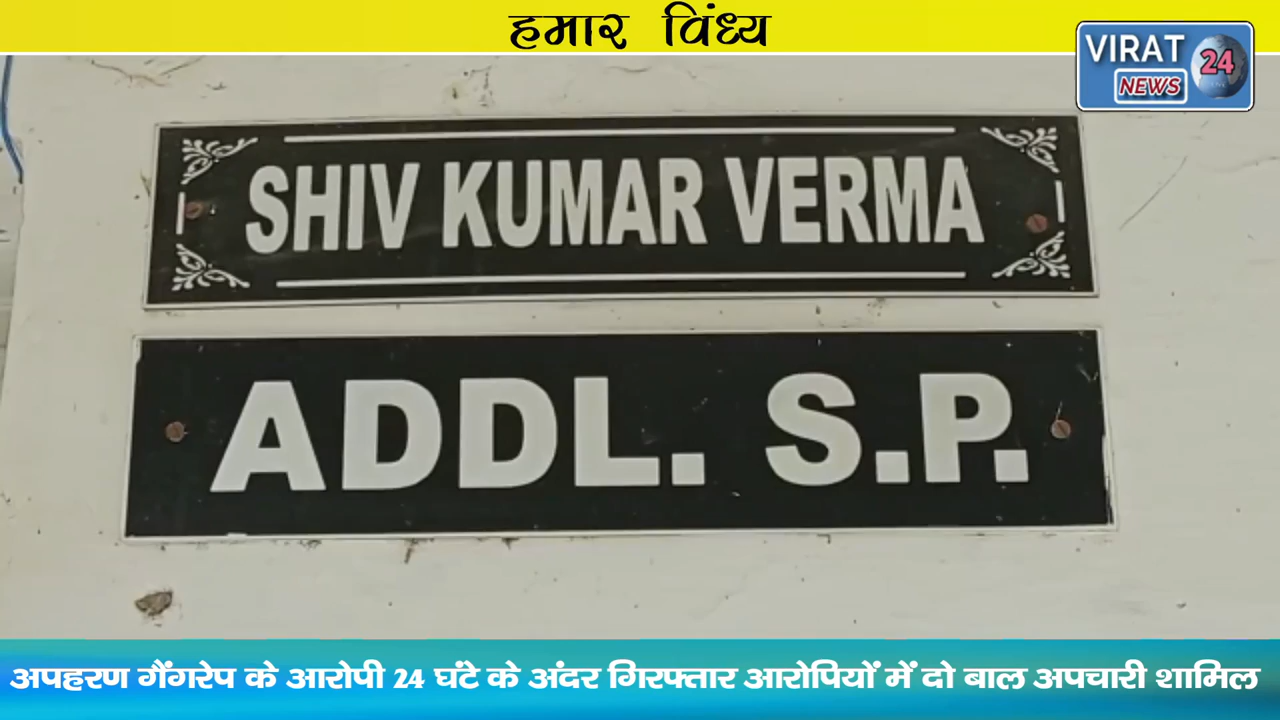 हमार विंध्य
VIRAT
24
NEWS
SHIV KUMAR VERMA
ADDL. S.P.
अपहरण गैंगरेप के आरोपी 24 घंटे के अंदर गिरफ्तार आरोपियों में दो बाल अपचारी शामिल